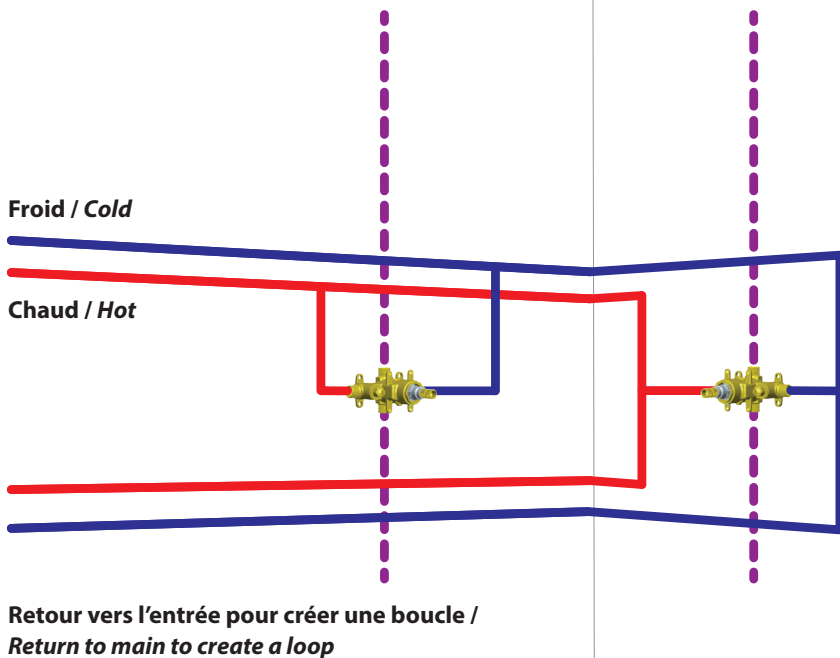 Froid / Cold
Chaud / Hot
Retour vers l'entrée pour créer une boucle /
Return to main to create a loop